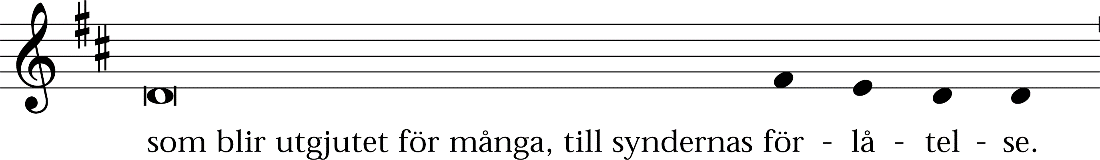 som blir utgjutet för många, till syndernas för - lå - tel - se.